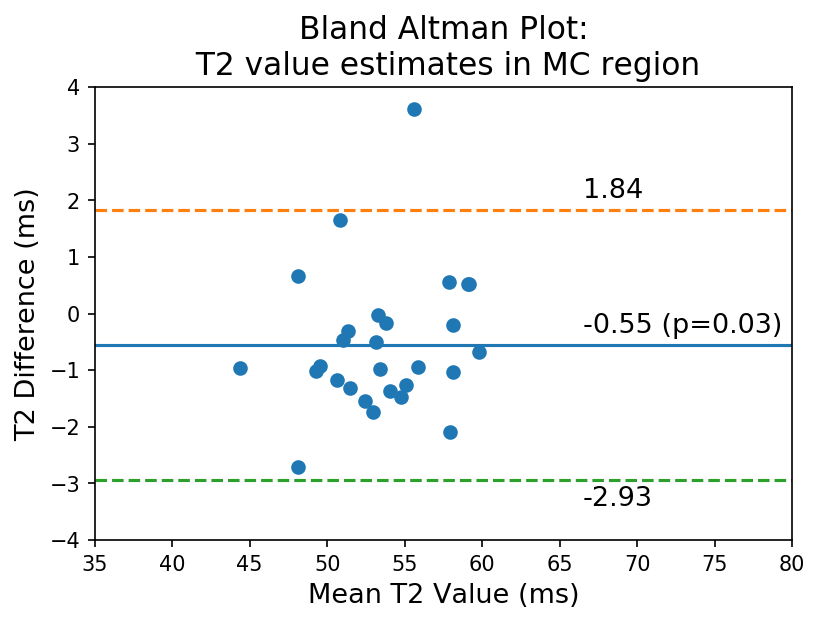 Bland Altman Plot:
T2 value estimates in MC region
4
3
2
1
0
−1
−2
−3
−4
T2 Difference (ms)
1.84
-0.55 (p=0.03)
-2.93
35 40 45 50 55 60 65 70 75 80
Mean T2 Value (ms)